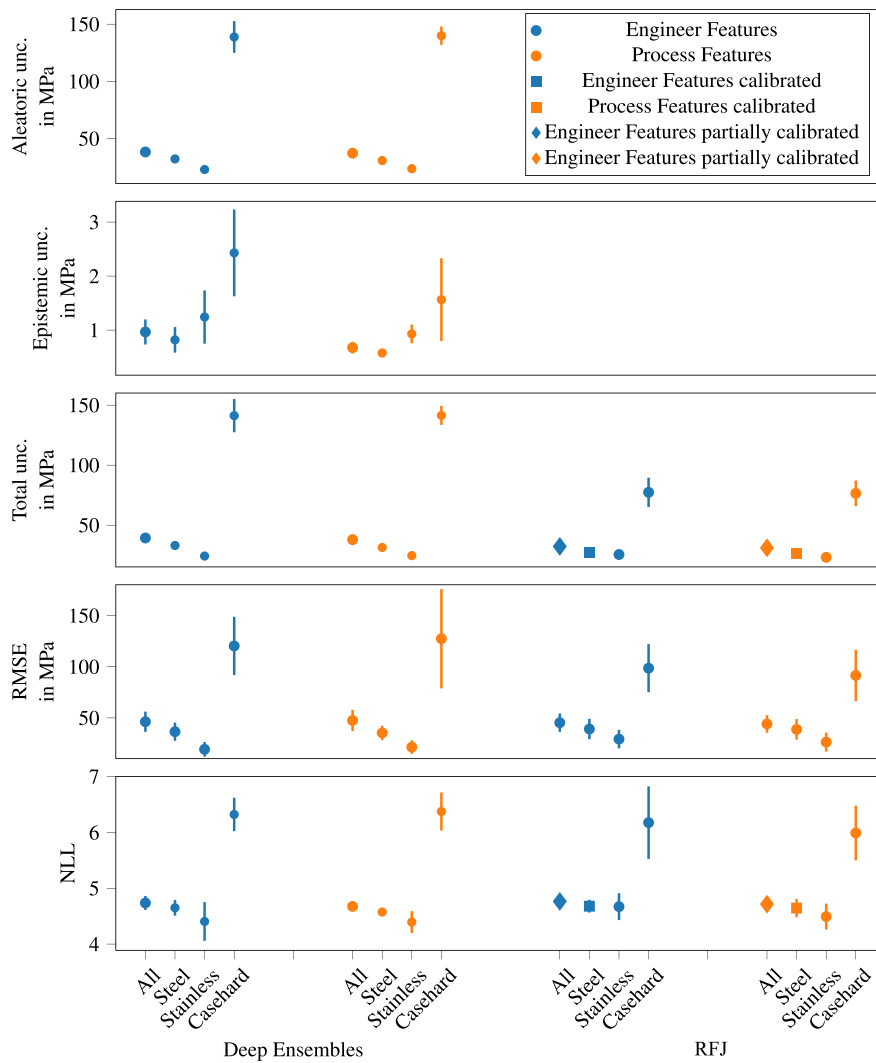 Aleatoric unc.
in MPa
150
100
50
Engineer Features
Process Features
Engineer Features calibrated
Process Features calibrated
Engineer Features partially calibrated
Engineer Features partially calibrated
Epistemic unc.
in MPa
3
2
1
Total unc.
in MPa
150
100
50
RMSE
in MPa
150
100
50
NLL
7
6
5
4
All
Steel
Stainless
Casehard
All
Steel
Stainless
Casehard
All
Steel
Stainless
Casehard
All
Steel
Stainless
Casehard
Deep Ensembles
RFJ